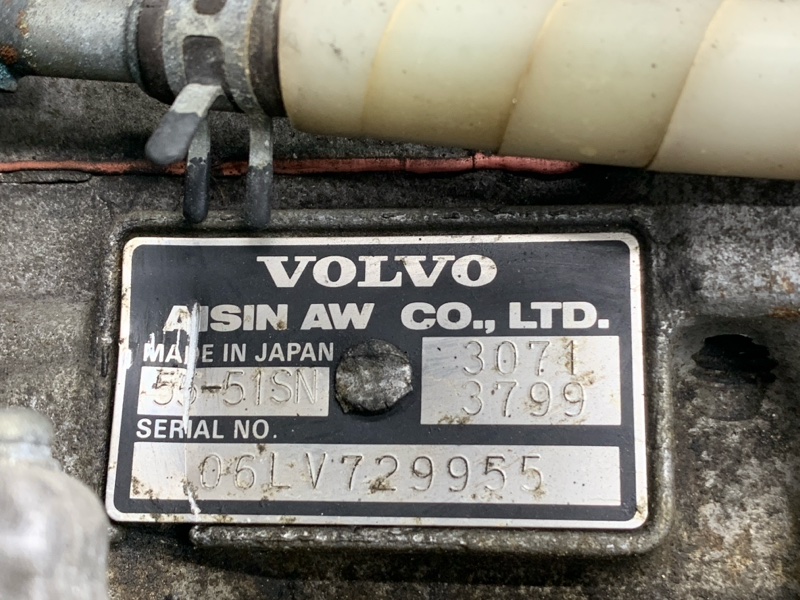 VOLVO
AISIN AW CO., LTD.
MADE IN JAPAN
55-51SN
3071
3799
SERIAL NO.
06LV729955